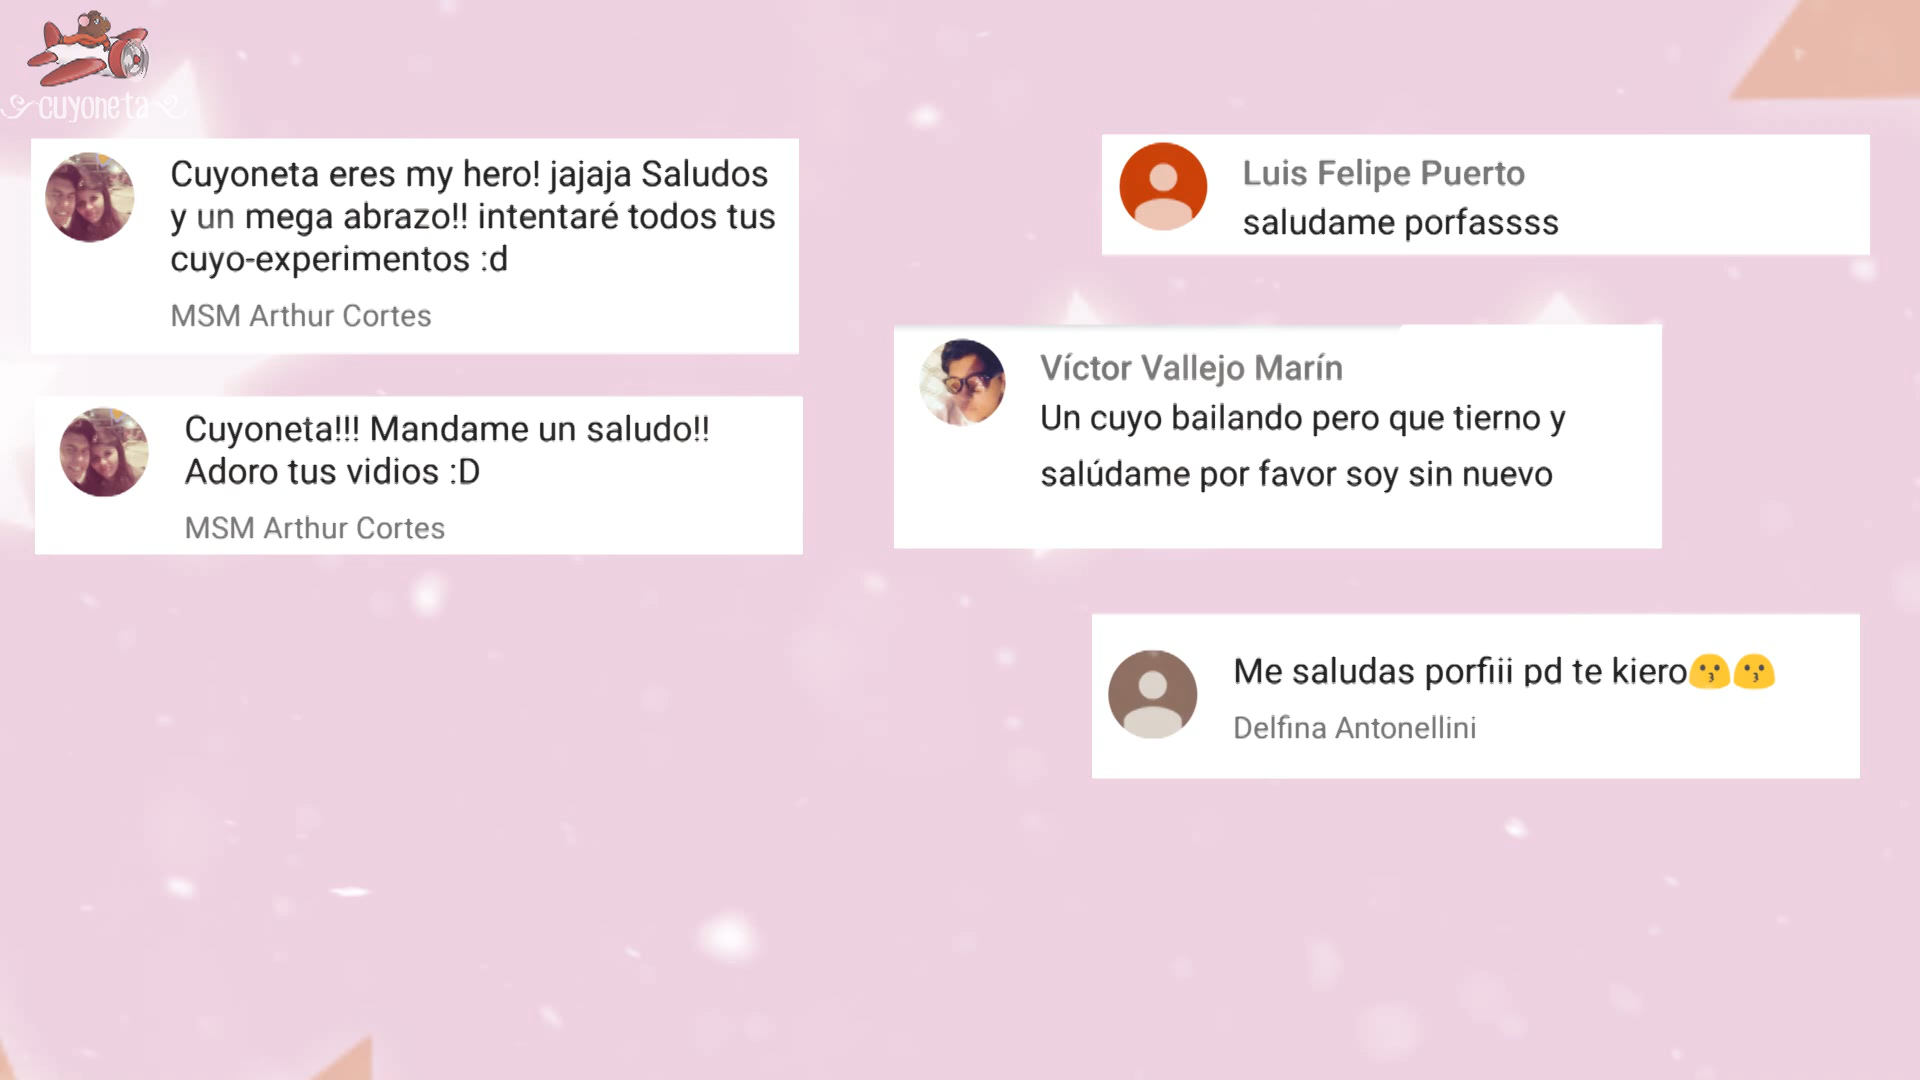 cuyoneta
Cuyoneta eres my hero! jajaja Saludos
y un mega abrazo!! intentaré todos tus
cuyo-experimentos :d
MSM Arthur Cortes
Cuyoneta!!! Mandame un saludo!!
Adoro tus vidios :D
MSM Arthur Cortes
Luis Felipe Puerto
saludame porfassss
Víctor Vallejo Marín
Un cuyo bailando pero que tierno y
salúdame por favor soy sin nuevo
Me saludas porfiii pd te kiero😗😗
Delfina Antonellini